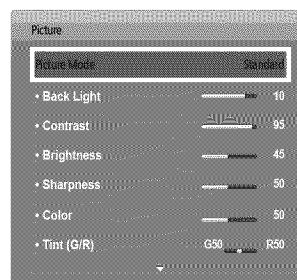 Picture
Picture Mode Standard
• Back Light 10
• Contrast 95
• Brightness 45
• Sharpness 50
• Color 50
• Tint (G/R) G50 R50